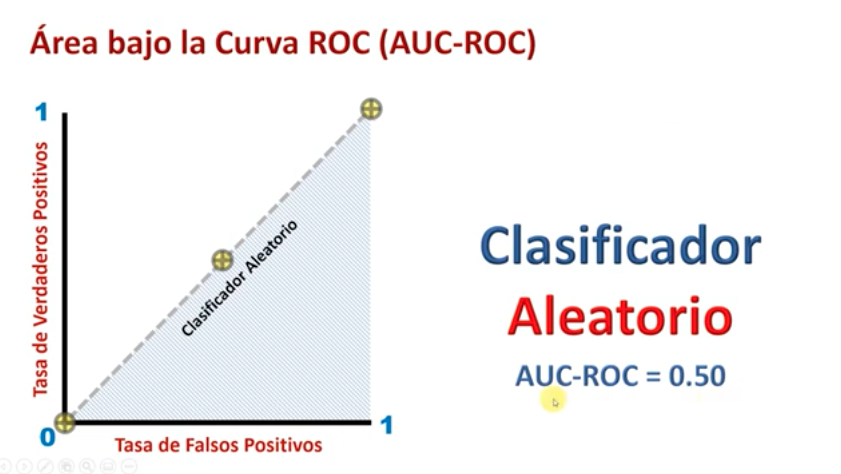 Área bajo la Curva ROC (AUC-ROC)
1
Tasa de Verdaderos Positivos
Clasificador Aleatorio
0
1
Tasa de Falsos Positivos
Clasificador
Aleatorio
AUC-ROC = 0.50